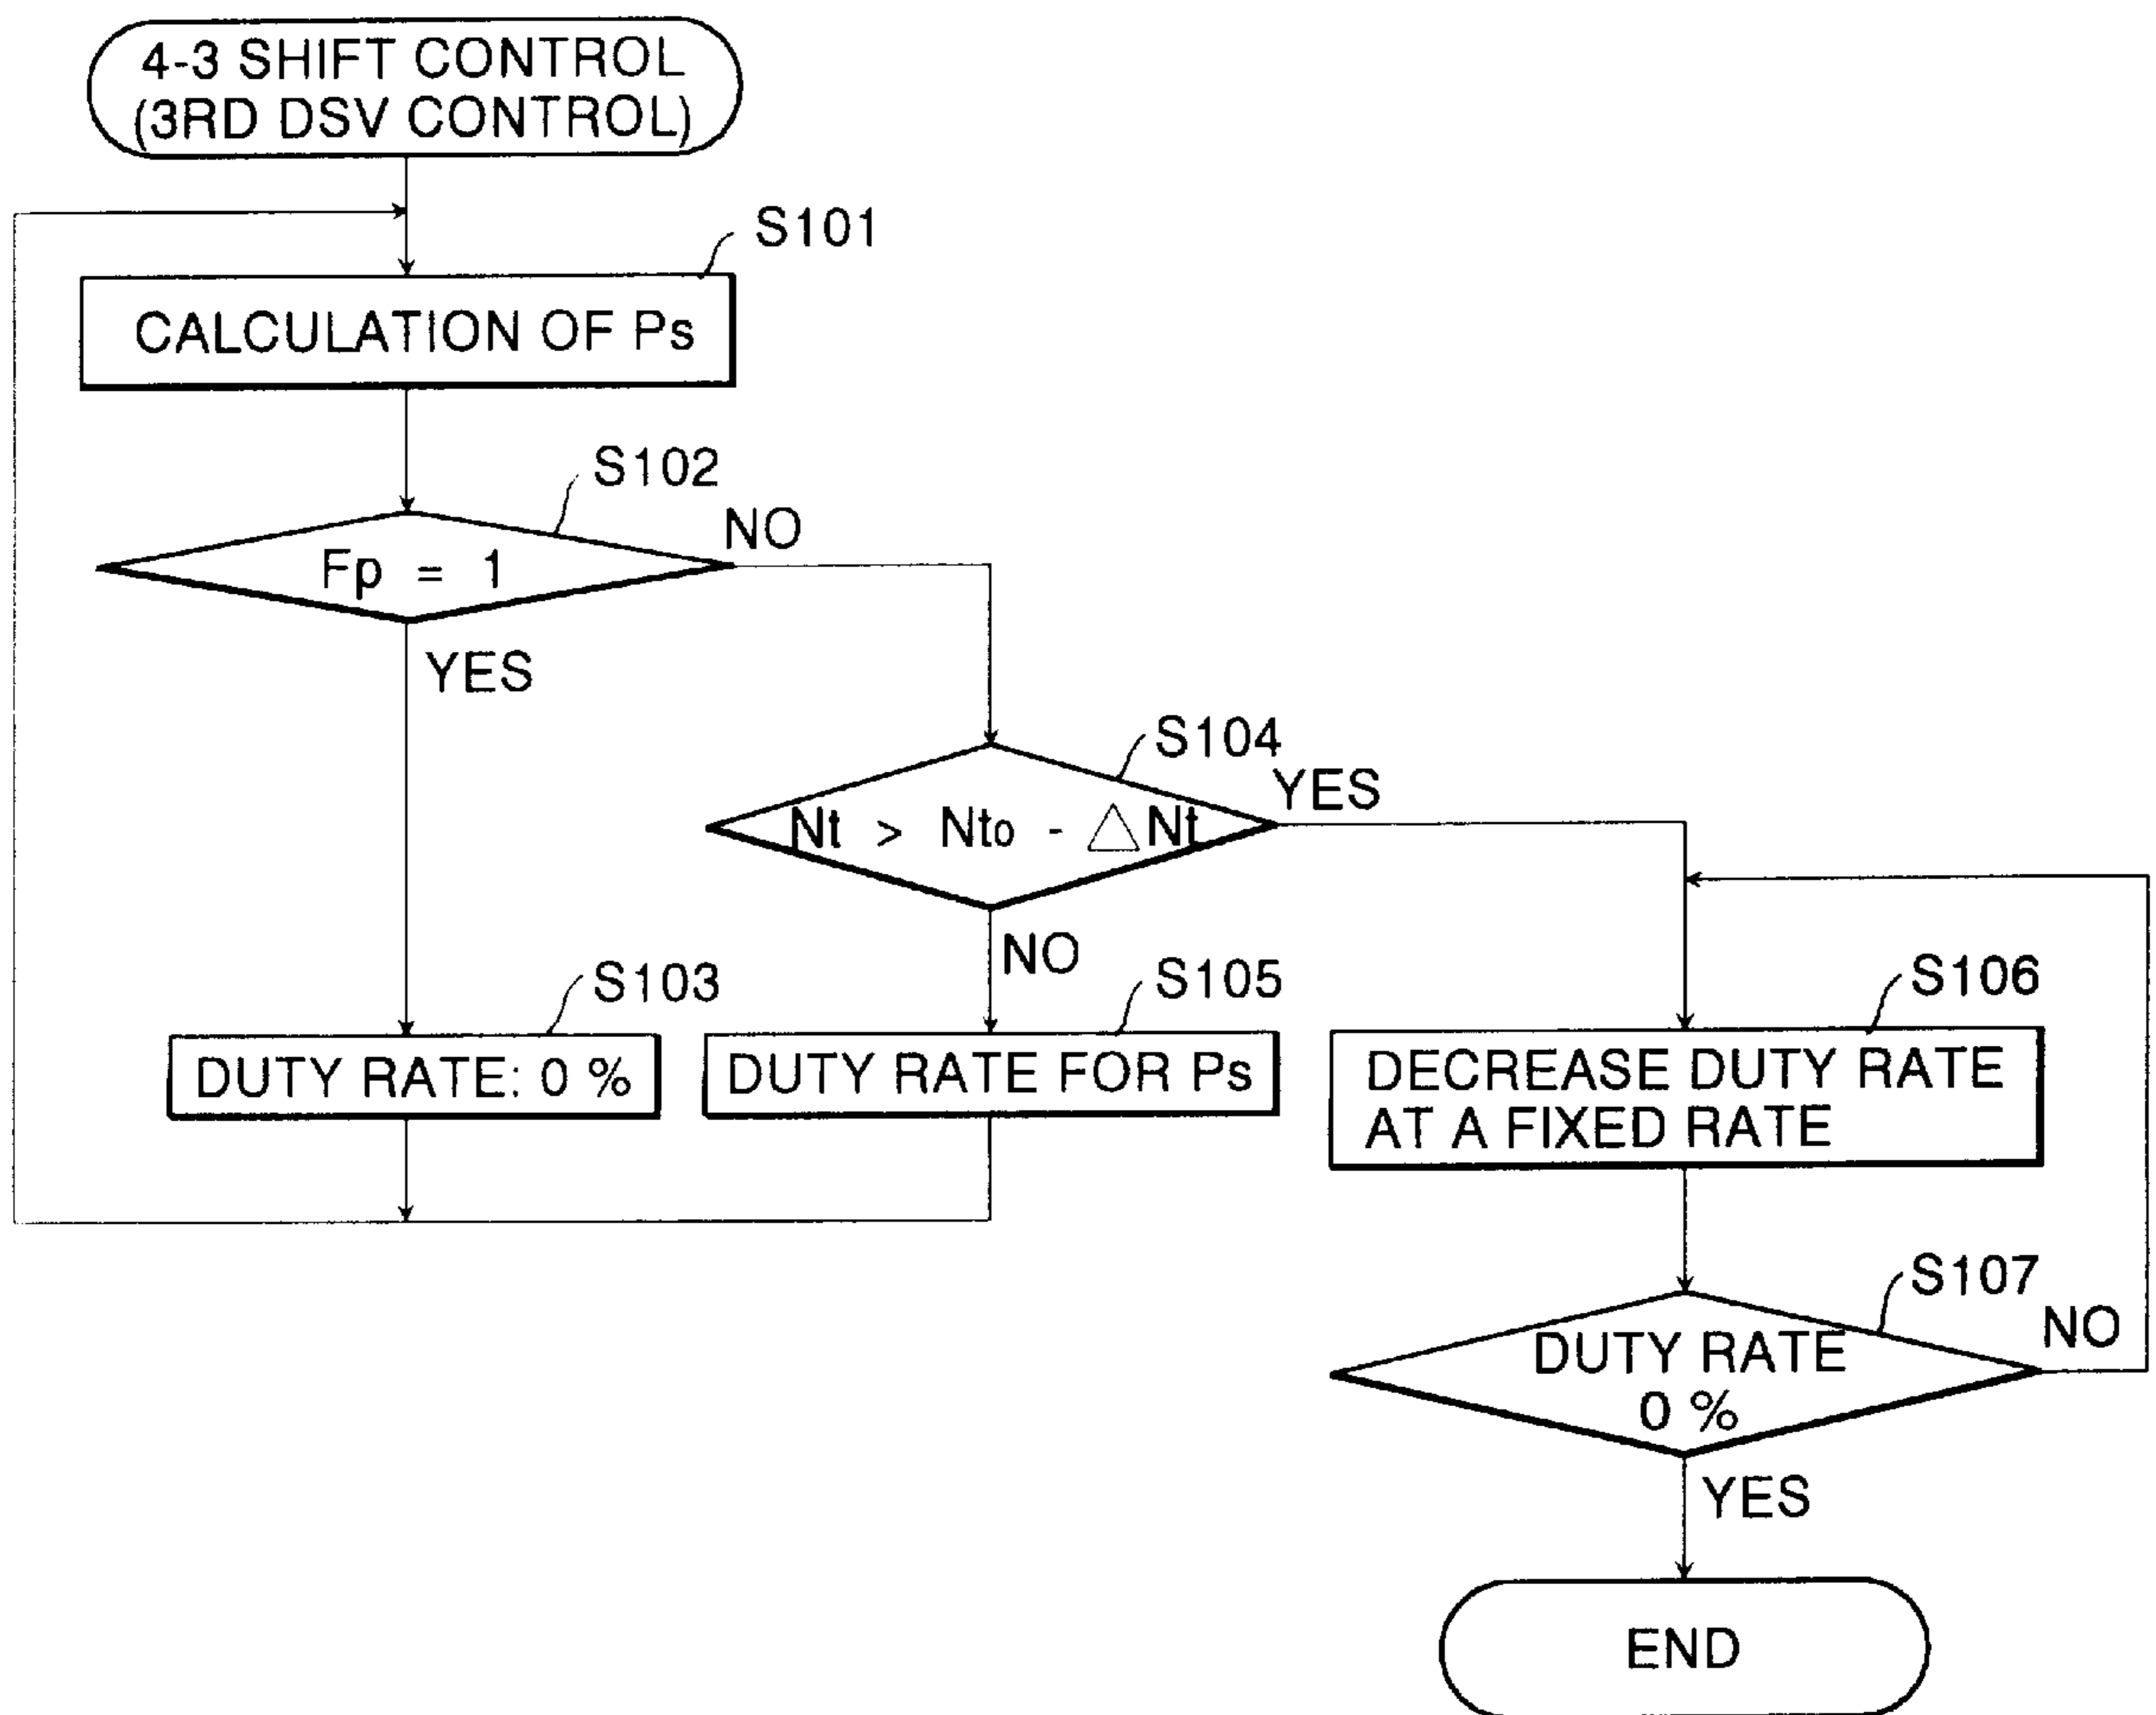 4-3 SHIFT CONTROL
(3RD DSV CONTROL)
S101
CALCULATION OF Ps
S102
NO
Fp = 1
YES
S104
YES
Nt > Nto - △Nt
NO
S103
DUTY RATE: 0 %
S105
DUTY RATE FOR Ps
S106
DECREASE DUTY RATE
AT A FIXED RATE
S107
NO
DUTY RATE
0 %
YES
END